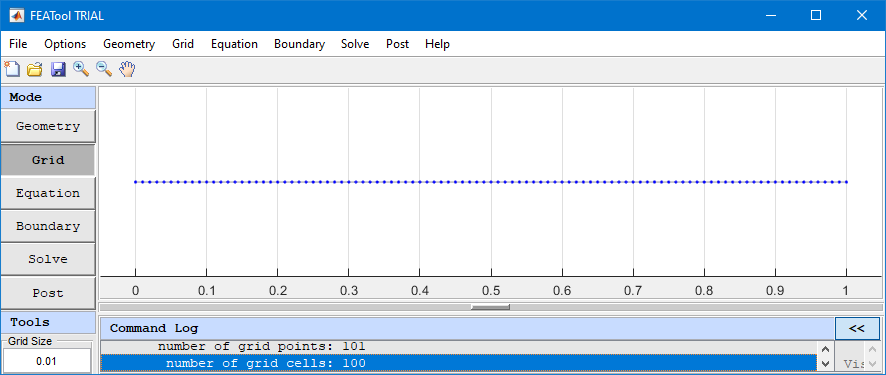 FEATool TRIAL
File Options Geometry Grid Equation Boundary Solve Post Help
Mode
Geometry
Grid
Equation
Boundary
Solve
Post
Tools
Grid Size
0.01
0 0.1 0.2 0.3 0.4 0.5 0.6 0.7 0.8 0.9 1
Command Log <<
number of grid points: 101
number of grid cells: 100